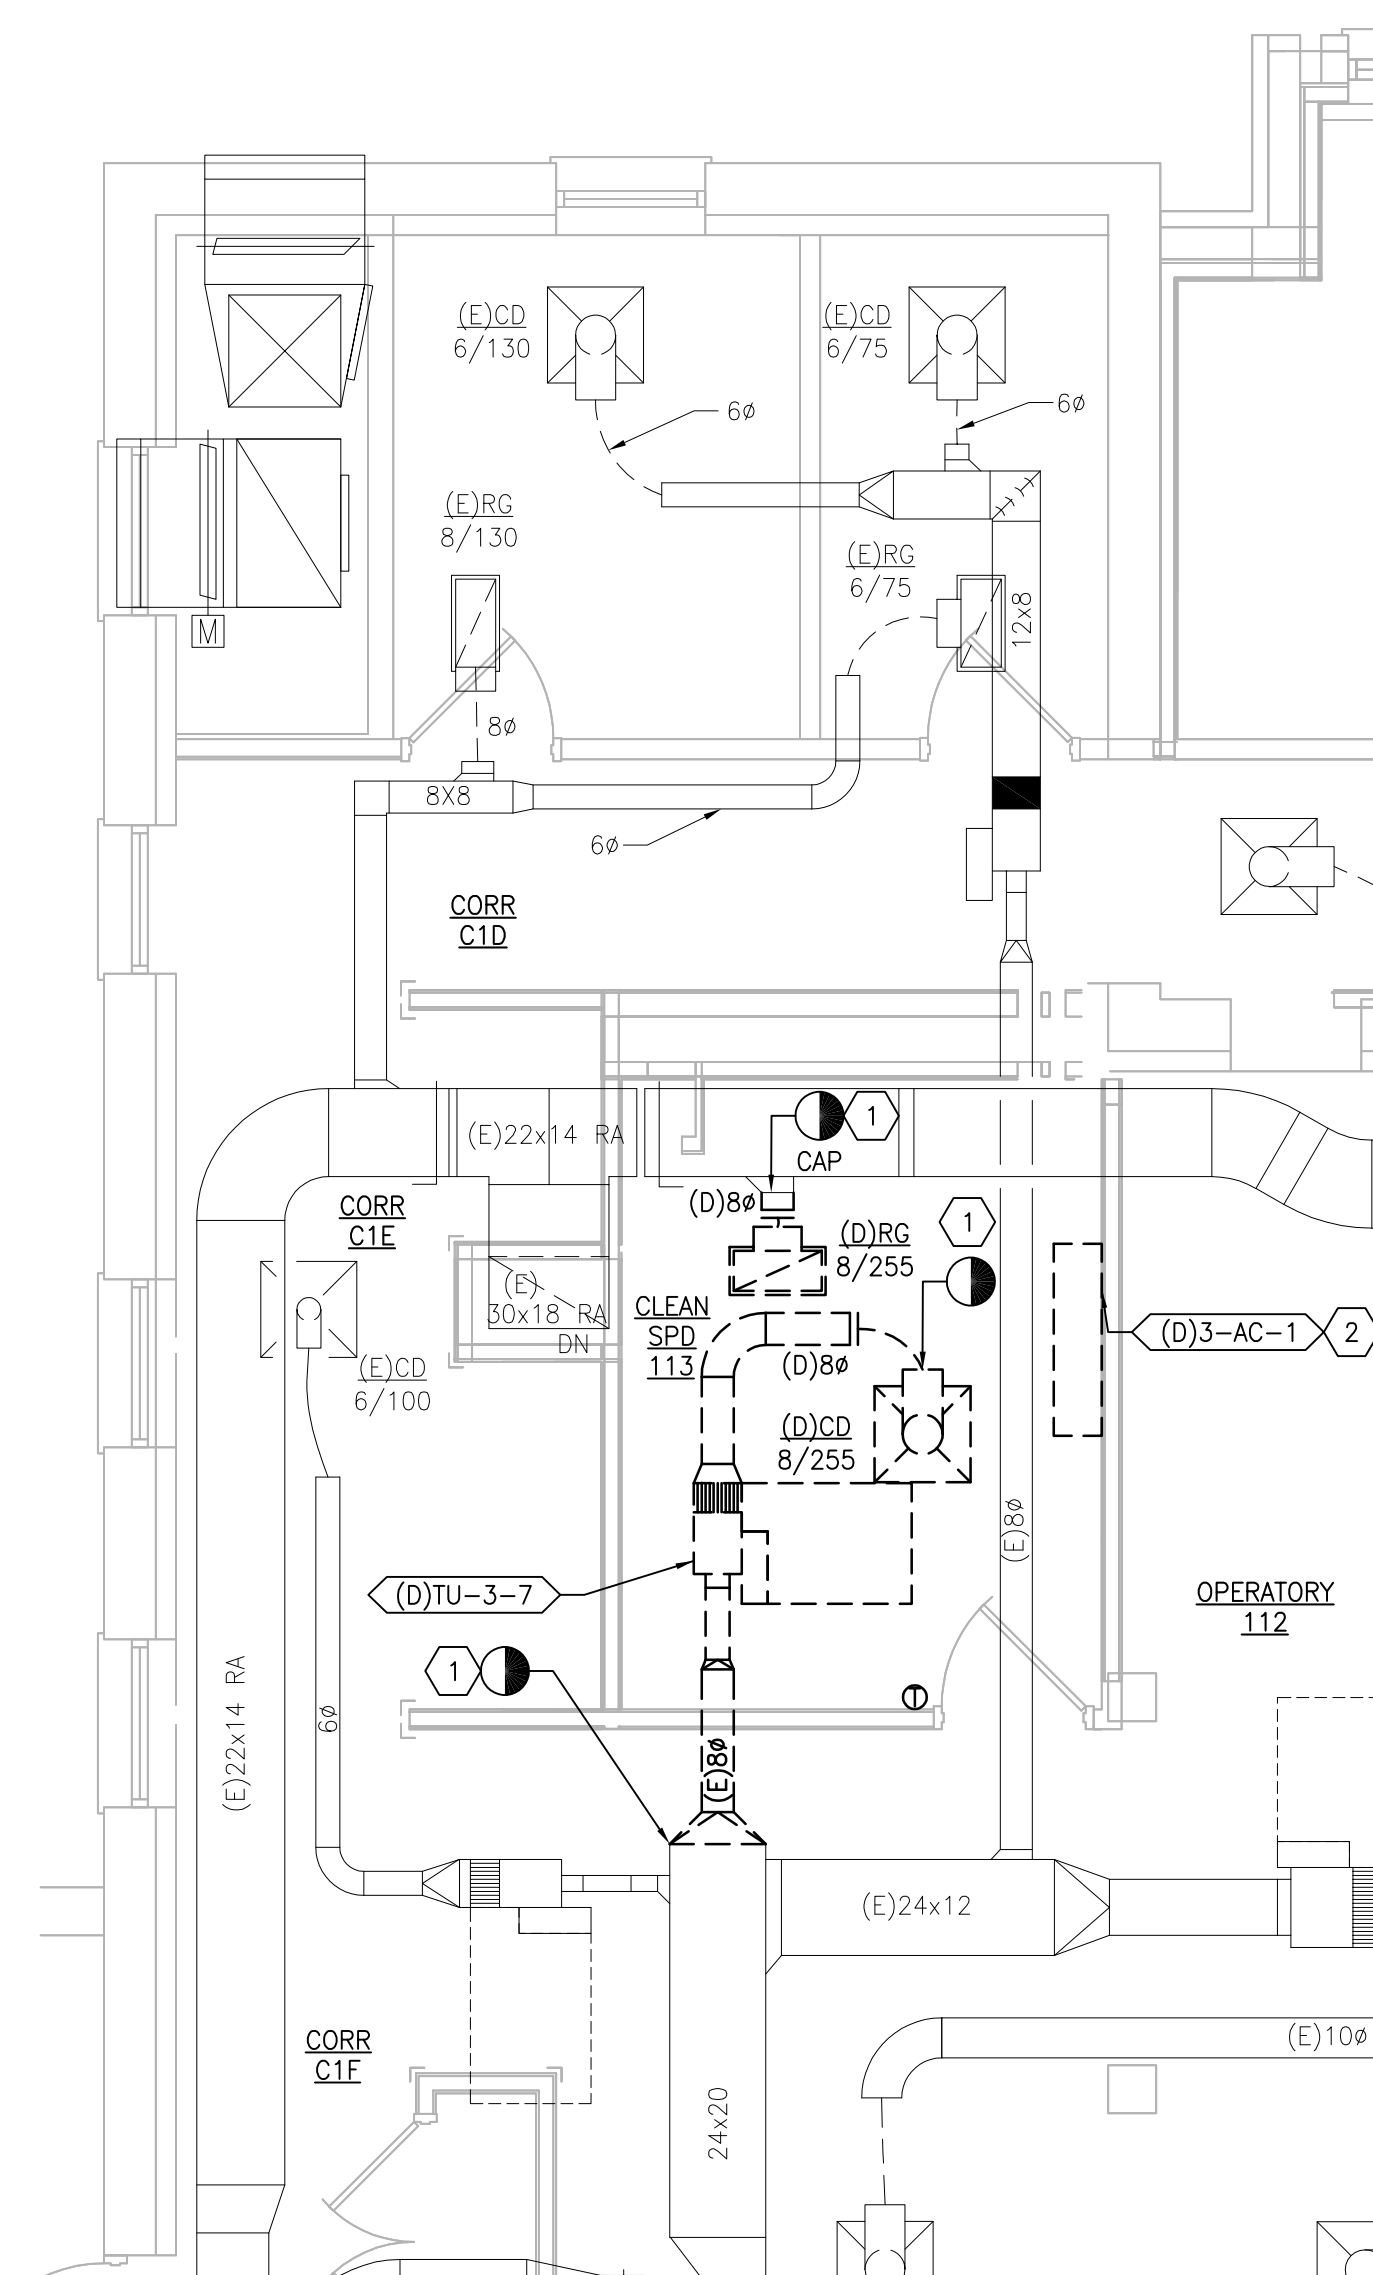 (E)CD
6/130
(E)CD
6/75
6ø
6ø
(E)RG
8/130
(E)RG
6/75
12x8
M
8ø
8X8
6ø
CORR
C1D
(E)22x14 RA
1
CAP
(D)8ø
CORR
C1E
1
(D)RG
8/255
(E)
30x18 RA
DN
CLEAN
SPD
113
(D)3-AC-1
2
(D)8ø
(E)CD
6/100
(D)CD
8/255
(E)8ø
(D)TU-3-7
OPERATORY
112
1
T
(E)22x14 RA
6ø
(E)8ø
(E)24x12
CORR
C1F
(E)10ø
24x20